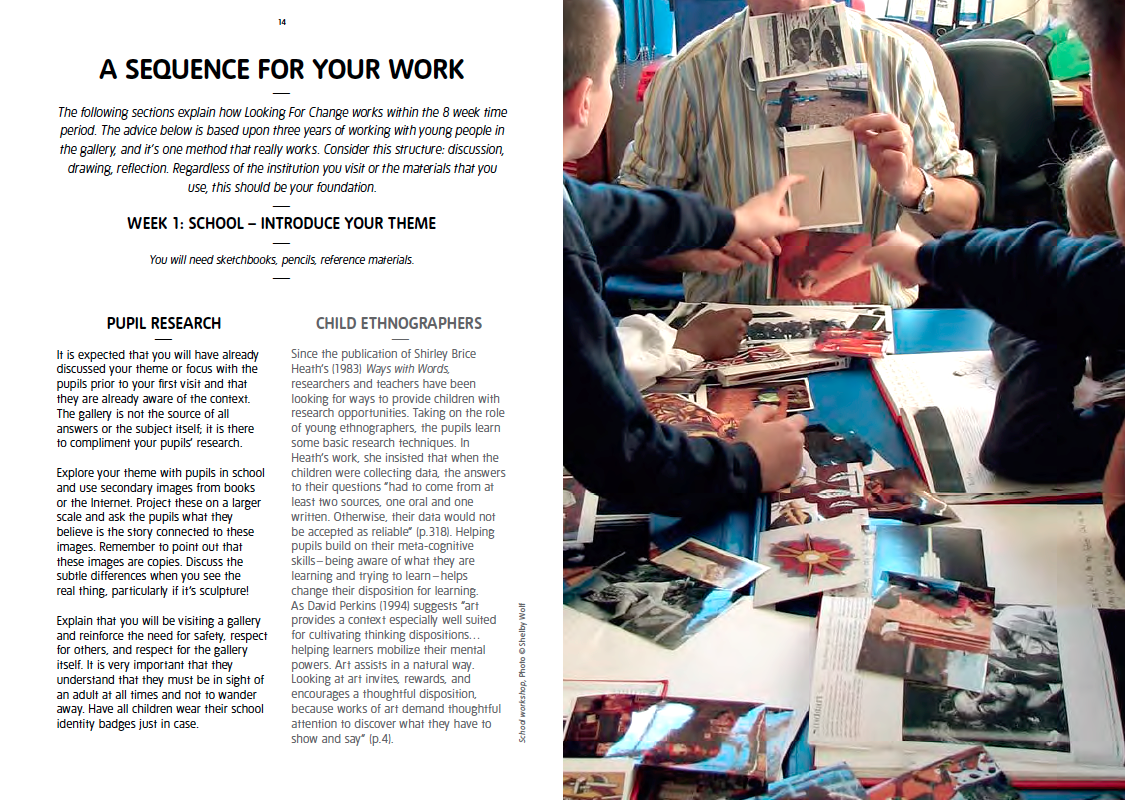 14
A SEQUENCE FOR YOUR WORK
The following sections explain how Looking For Change works within the 8 week time
period. The advice below is based upon three years of working with young people in
the gallery, and it's one method that really works. Consider this structure: discussion,
drawing, reflection. Regardless of the institution you visit or the materials that you
use, this should be your foundation.
WEEK 1: SCHOOL – INTRODUCE YOUR THEME
You will need sketchbooks, pencils, reference materials.
PUPIL RESEARCH
It is expected that you will have already
discussed your theme or focus with the
pupils prior to your first visit and that
they are already aware of the context.
The gallery is not the source of all
answers or the subject itself; it is there
to compliment your pupils' research.
Explore your theme with pupils in school
and use secondary images from books
or the Internet. Project these on a larger
scale and ask the pupils what they
believe is the story connected to these
images. Remember to point out that
these images are copies. Discuss the
subtle differences when you see the
real thing, particularly if it's sculpture!
Explain that you will be visiting a gallery
and reinforce the need for safety, respect
for others, and respect for the gallery
itself. It is very important that they
understand that they must be in sight of
an adult at all times and not to wander
away. Have all children wear their school
identity badges just in case.
CHILD ETHNOGRAPHERS
Since the publication of Shirley Brice
Heath's (1983) Ways with Words,
researchers and teachers have been
looking for ways to provide children with
research opportunities. Taking on the role
of young ethnographers, the pupils learn
some basic research techniques. In
Heath's work, she insisted that when the
children were collecting data, the answers
to their questions "had to come from at
least two sources, one oral and one
written. Otherwise, their data would not
be accepted as reliable" (p.318). Helping
pupils build on their meta-cognitive
skills – being aware of what they are
learning and trying to learn – helps
change their disposition for learning.
As David Perkins (1994) suggests "art
provides a context especially well suited
for cultivating thinking dispositions…
helping learners mobilize their mental
powers. Art assists in a natural way.
Looking at art invites, rewards, and
encourages a thoughtful disposition,
because works of art demand thoughtful
attention to discover what they have to
show and say" (p.4).
School workshop, Photo © Shelby Wolf